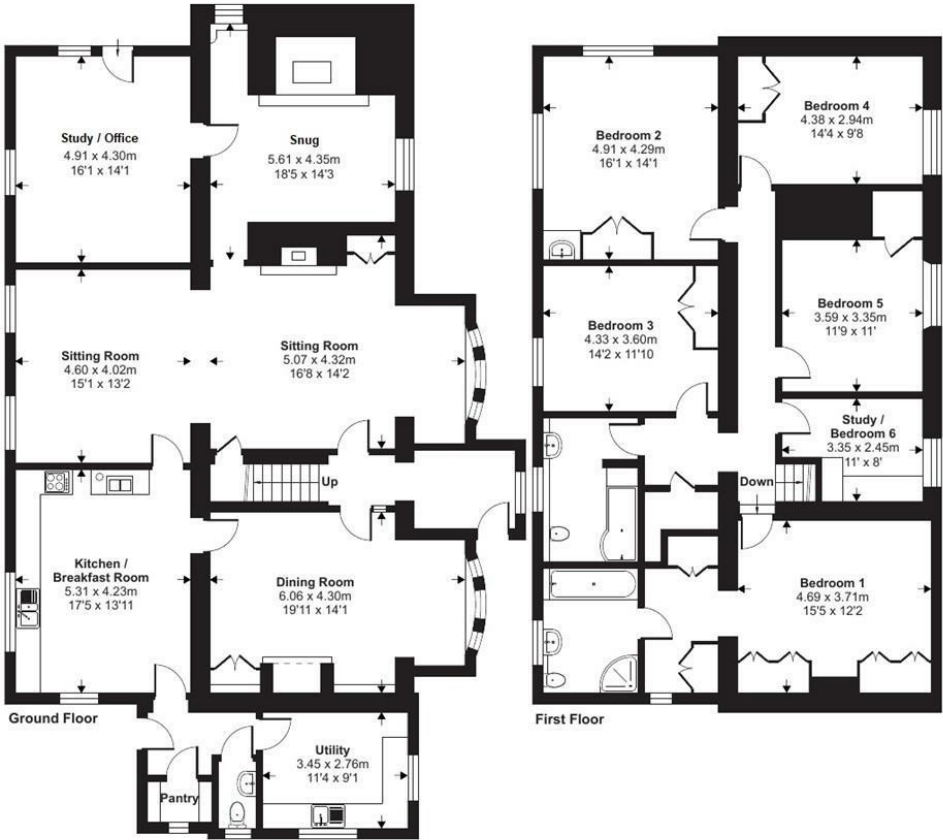 Study / Office
4.91 x 4.30m
16'1 x 14'1
Snug
5.61 x 4.35m
18'5 x 14'3
Sitting Room
4.60 x 4.02m
15'1 x 13'2
Sitting Room
5.07 x 4.32m
16'8 x 14'2
Up
Kitchen /
Breakfast Room
5.31 x 4.23m
17'5 x 13'11
Dining Room
6.06 x 4.30m
19'11 x 14'1
Ground Floor
Utility
3.45 x 2.76m
11'4 x 9'1
Pantry
Bedroom 2
4.91 x 4.29m
16'1 x 14'1
Bedroom 4
4.38 x 2.94m
14'4 x 9'8
Bedroom 3
4.33 x 3.60m
14'2 x 11'10
Bedroom 5
3.59 x 3.35m
11'9 x 11'
Study /
Bedroom 6
3.35 x 2.45m
11' x 8'
Down
Bedroom 1
4.69 x 3.71m
15'5 x 12'2
First Floor